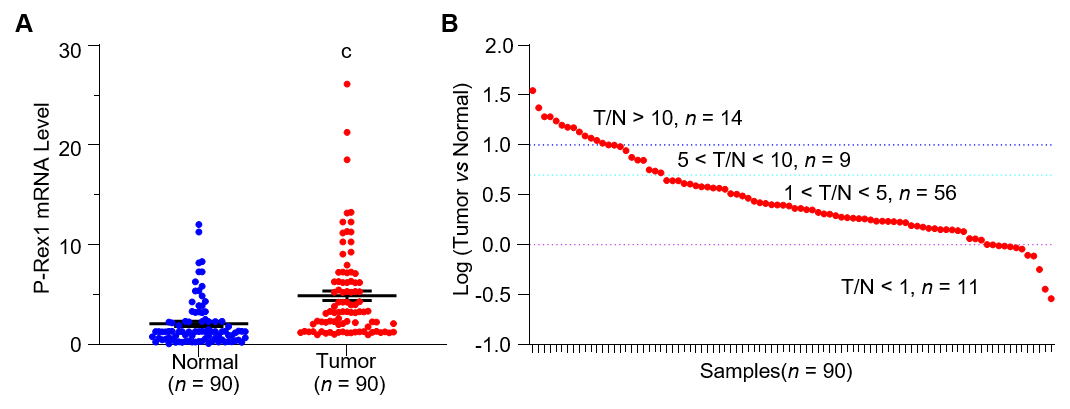 A
P-Rex1 mRNA Level
30
20
10
0
c
Normal
(n = 90)
Tumor
(n = 90)
B
Log (Tumor vs Normal)
2.0
1.5
1.0
0.5
0.0
-0.5
-1.0
T/N > 10, n = 14
5 < T/N < 10, n = 9
1 < T/N < 5, n = 56
T/N < 1, n = 11
Samples(n = 90)